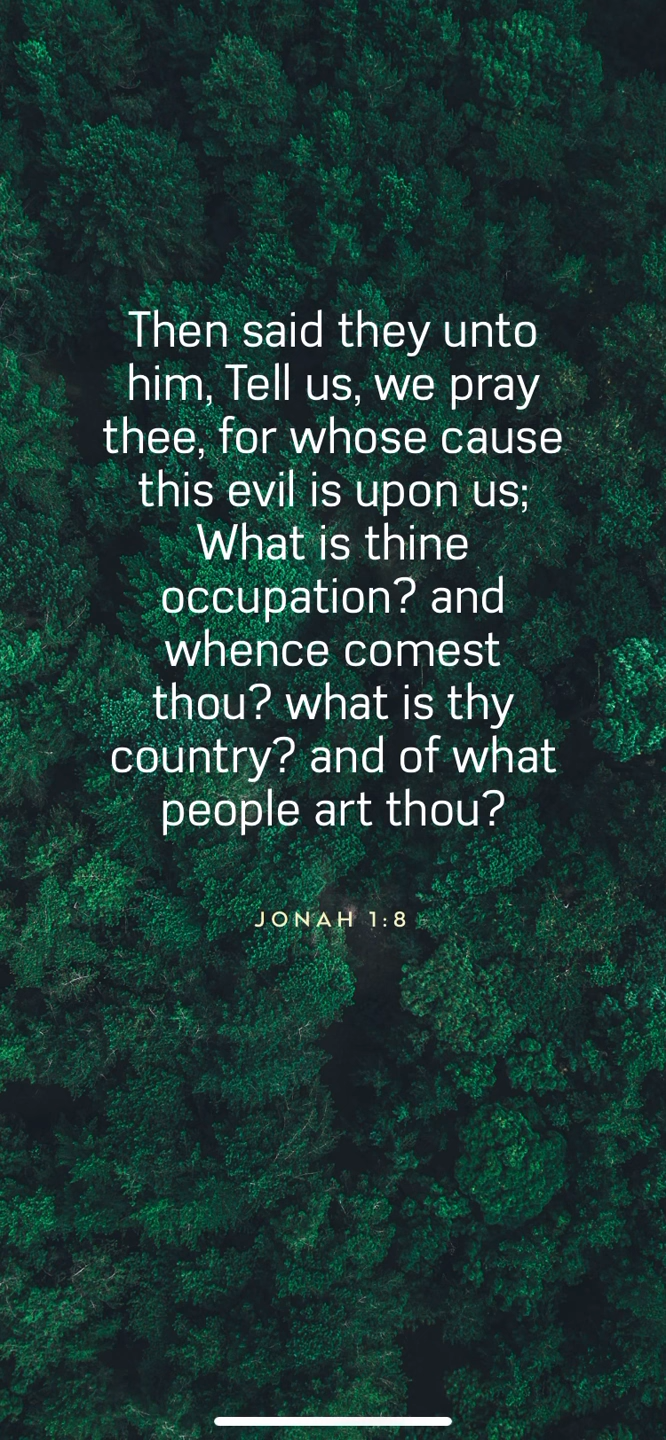 Then said they unto
him, Tell us, we pray
thee, for whose cause
this evil is upon us;
What is thine
occupation? and
whence comest
thou? what is thy
country? and of what
people art thou?
JONAH 1:8